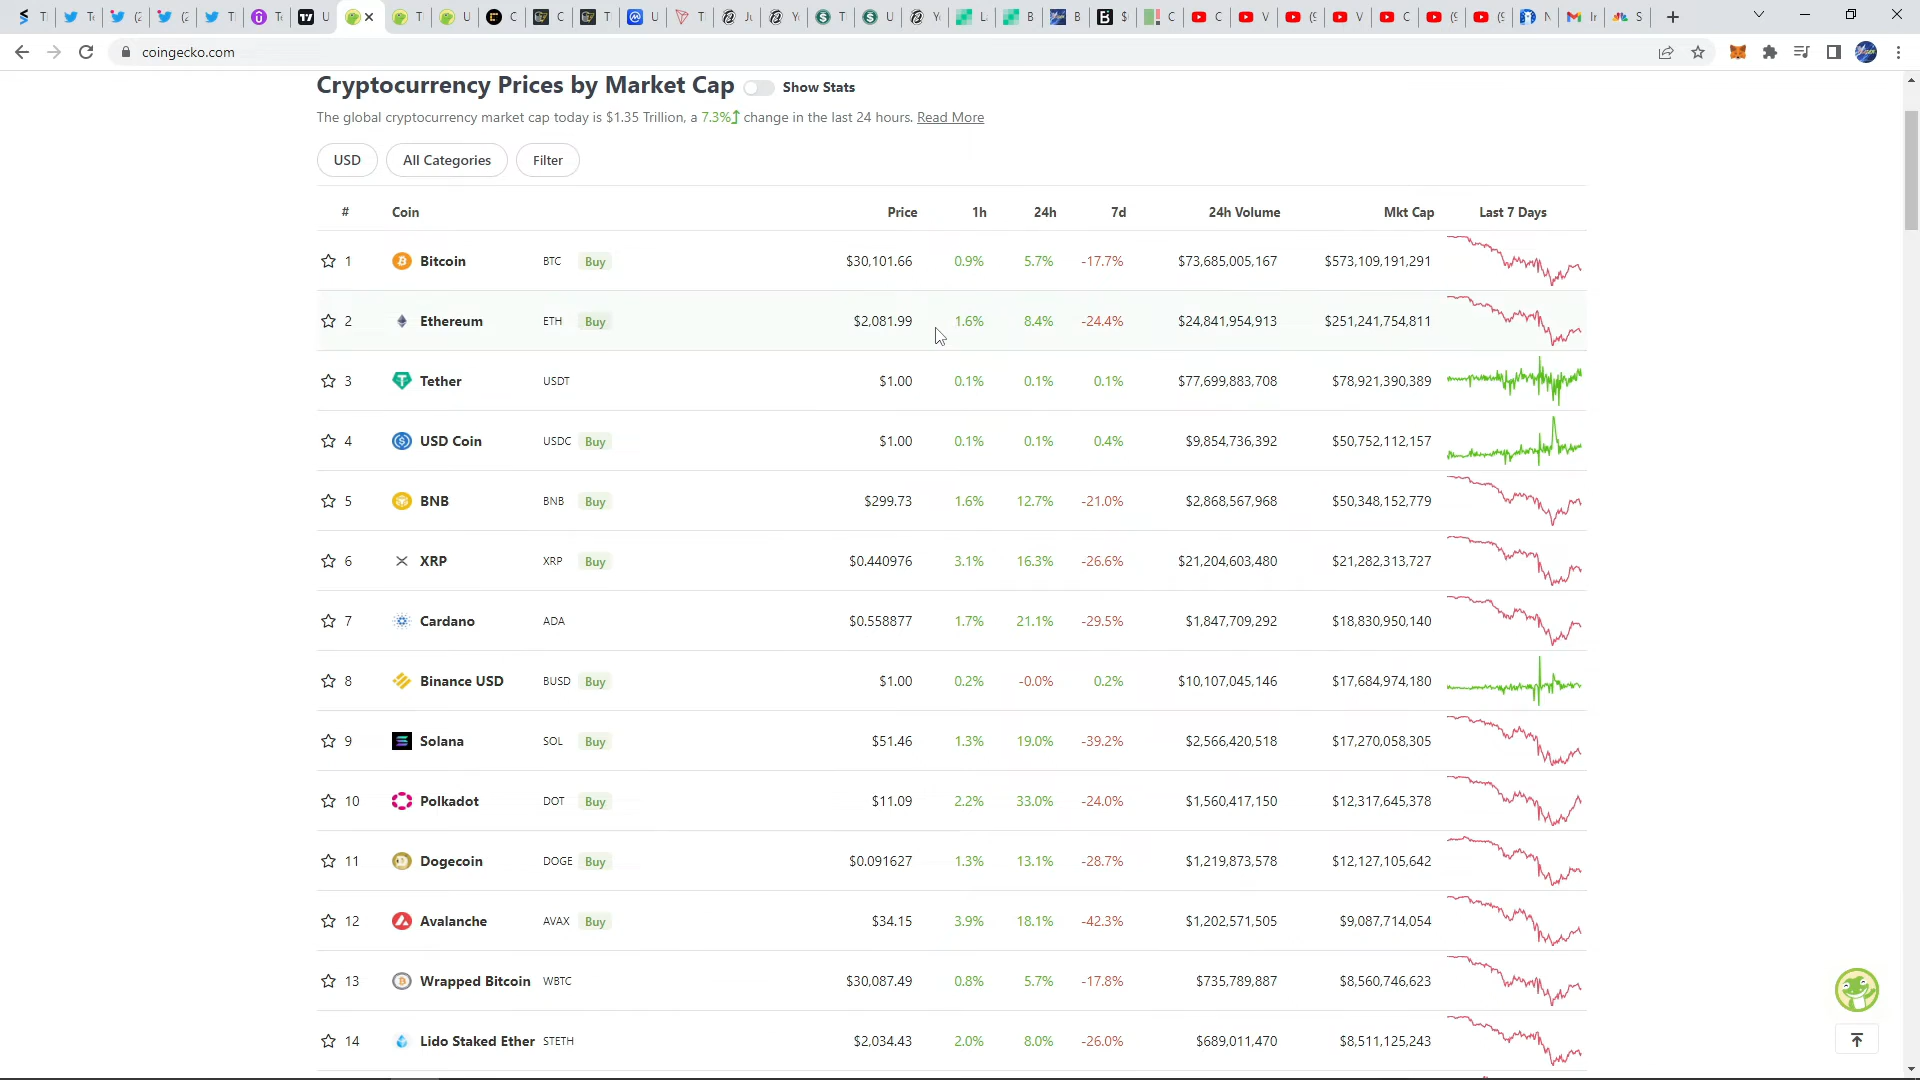 coingecko.com
Cryptocurrency Prices by Market Cap Show Stats
The global cryptocurrency market cap today is $1.35 Trillion, a 7.3% change in the last 24 hours. Read More
USD All Categories Filter
# Coin Price 1h 24h 7d 24h Volume Mkt Cap Last 7 Days
1 Bitcoin BTC Buy $30,101.66 0.9% 5.7% -17.7% $73,685,005,167 $573,109,191,291
2 Ethereum ETH Buy $2,081.99 1.6% 8.4% -24.4% $24,841,954,913 $251,241,754,811
3 Tether USDT $1.00 0.1% 0.1% 0.1% $77,699,883,708 $78,921,390,389
4 USD Coin USDC Buy $1.00 0.1% 0.1% 0.4% $9,854,736,392 $50,752,112,157
5 BNB BNB Buy $299.73 1.6% 12.7% -21.0% $2,868,567,968 $50,348,152,779
6 XRP XRP Buy $0.440976 3.1% 16.3% -26.6% $21,204,603,480 $21,282,313,727
7 Cardano ADA $0.558877 1.7% 21.1% -29.5% $1,847,709,292 $18,830,950,140
8 Binance USD BUSD Buy $1.00 0.2% -0.0% 0.2% $10,107,045,146 $17,684,974,180
9 Solana SOL Buy $51.46 1.3% 19.0% -39.2% $2,566,420,518 $17,270,058,305
10 Polkadot DOT Buy $11.09 2.2% 33.0% -24.0% $1,560,417,150 $12,317,645,378
11 Dogecoin DOGE Buy $0.091627 1.3% 13.1% -28.7% $1,219,873,578 $12,127,105,642
12 Avalanche AVAX Buy $34.15 3.9% 18.1% -42.3% $1,202,571,505 $9,087,714,054
13 Wrapped Bitcoin WBTC $30,087.49 0.8% 5.7% -17.8% $735,789,887 $8,560,746,623
14 Lido Staked Ether STETH $2,034.43 2.0% 8.0% -26.0% $689,011,470 $8,511,125,243